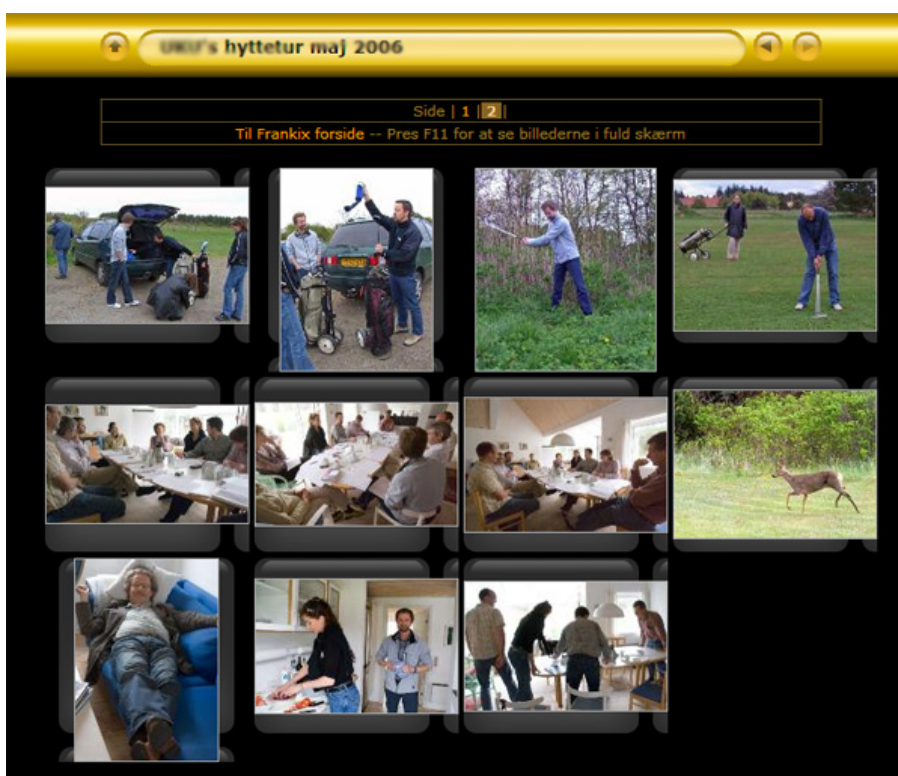 hyttetur maj 2006
Side | 1 | 2 |
Til Frankix forside -- Pres F11 for at se billederne i fuld skærm